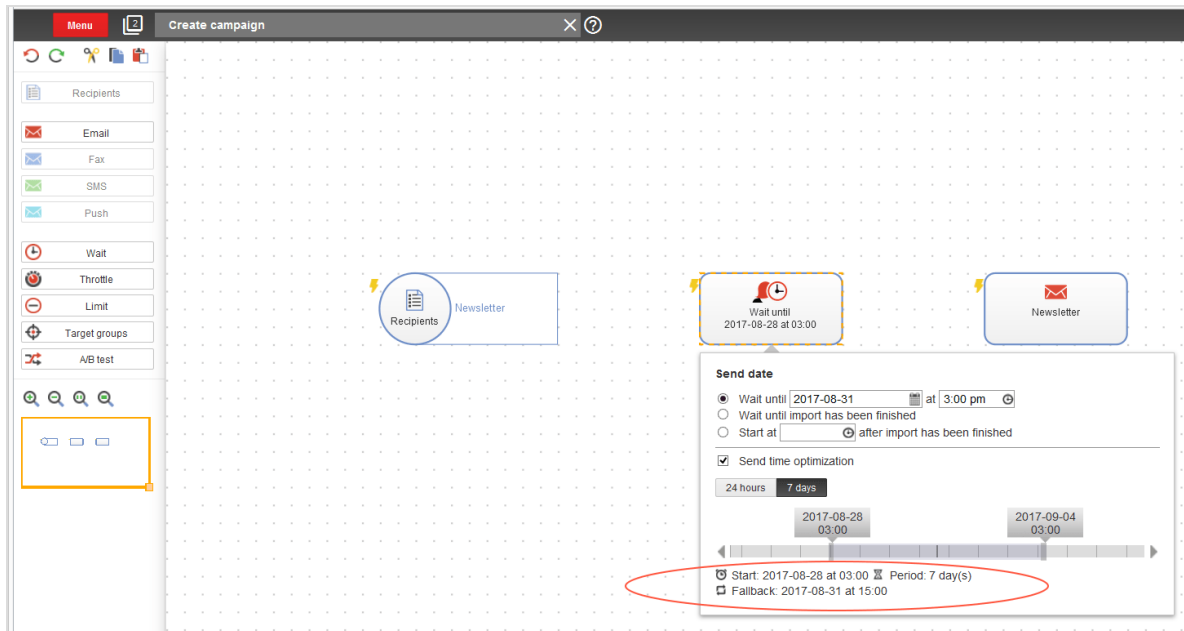 Menu
2
Create campaign
Recipients
Email
Fax
SMS
Push
Wait
Throttle
Limit
Target groups
A/B test
Recipients
Newsletter
Wait until
2017-08-28 at 03:00
Newsletter
Send date
Wait until 2017-08-31 at 3:00 pm
Wait until import has been finished
Start at after import has been finished
Send time optimization
24 hours 7 days
2017-08-28
03:00
2017-09-04
03:00
Start: 2017-08-28 at 03:00 Period: 7 day(s)
Fallback: 2017-08-31 at 15:00